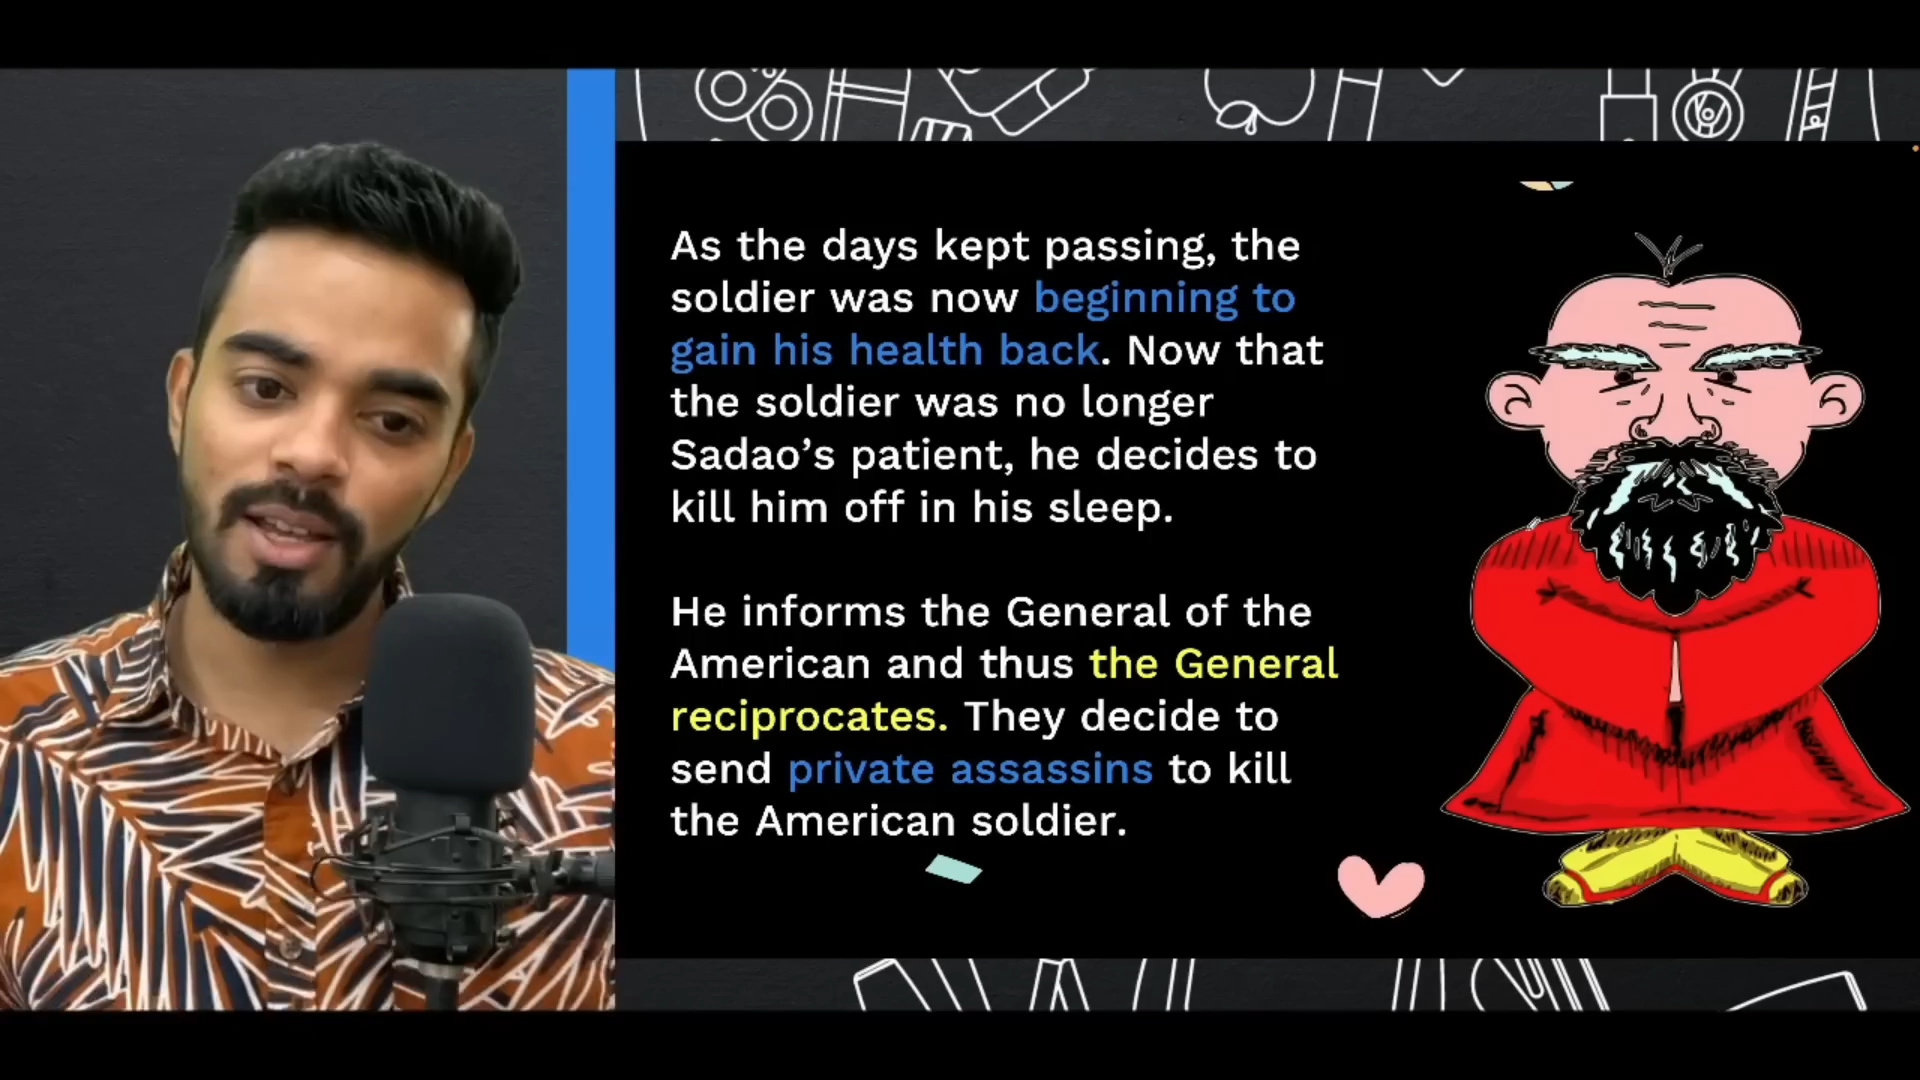 As the days kept passing, the
soldier was now beginning to
gain his health back. Now that
the soldier was no longer
Sadao’s patient, he decides to
kill him off in his sleep.
He informs the General of the
American and thus the General
reciprocates. They decide to
send private assassins to kill
the American soldier.